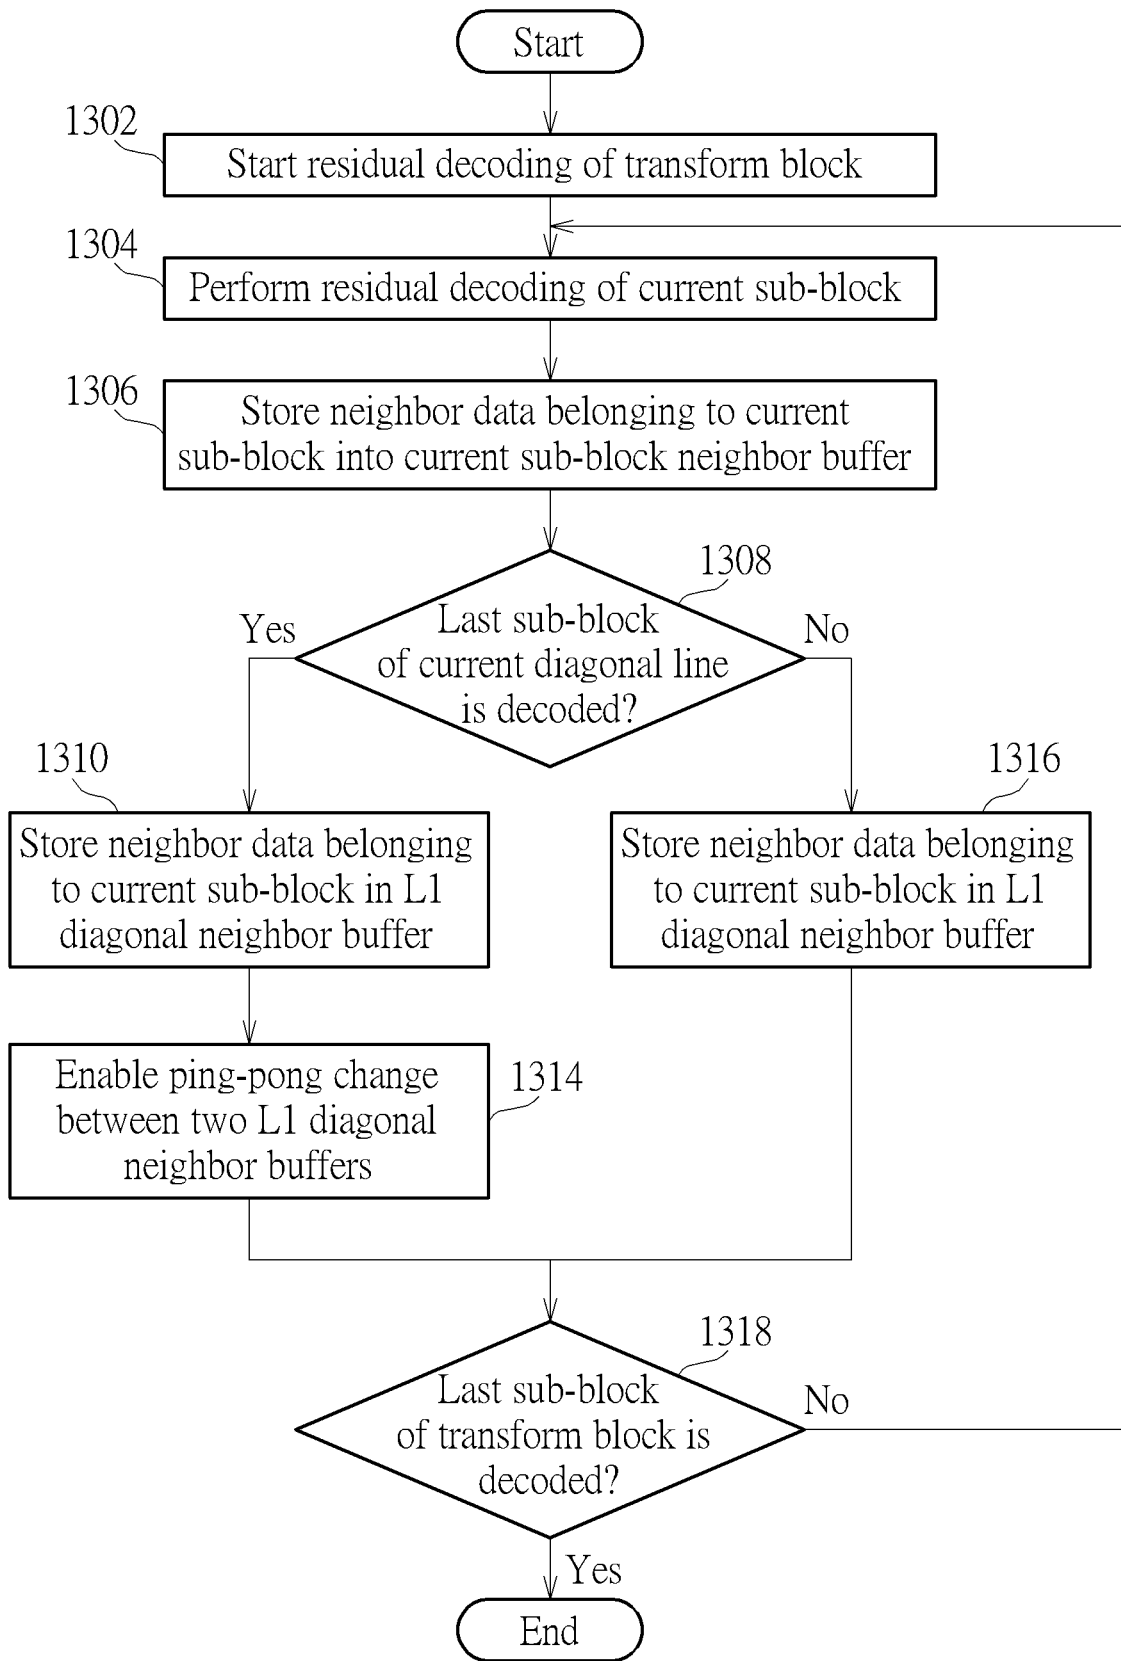 Start
1302
Start residual decoding of transform block
1304
Perform residual decoding of current sub-block
1306
Store neighbor data belonging to current
sub-block into current sub-block neighbor buffer
1308
Last sub-block
of current diagonal line
is decoded?
Yes
No
1310
Store neighbor data belonging
to current sub-block in L1
diagonal neighbor buffer
1316
Store neighbor data belonging
to current sub-block in L1
diagonal neighbor buffer
Enable ping-pong change
between two L1 diagonal
neighbor buffers
1314
1318
Last sub-block
of transform block is
decoded?
No
Yes
End